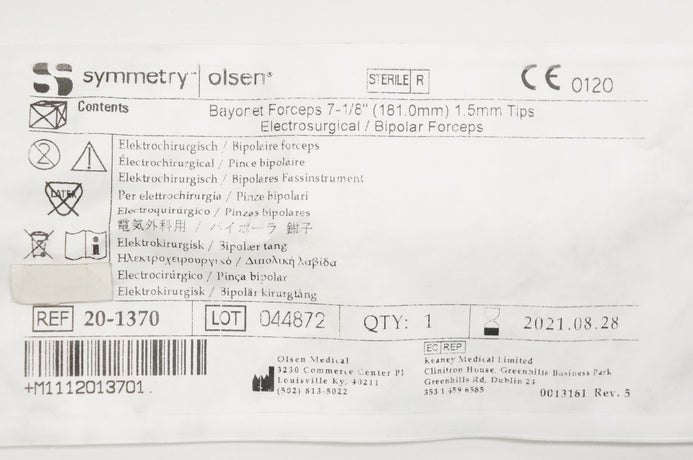 symmetry™ | olsen®
STERILE R
CE 0120
Contents
Bayonet Forceps 7-1/8" (181.0mm) 1.5mm Tips
Electrosurgical / Bipolar Forceps
2
LATEX
Elektrochirurgisch / Bipolaire forceps
Électrochirurgical / Pince bipolaire
Elektrochirurgisch / Bipolares Fassinstrument
Per elettrochirurgia / Pinze bipolari
Electroquirúrgico / Pinzas bipolares
電気外科用 / バイポーラ 鉗子
Elektrokirurgisk / Bipolær tang
Ηλεκτροχειρουργικό / Διπολική λαβίδα
Electrocirúrgico / Pinça bipolar
Elektrokirurgisk / Bipolär kirurgtång
REF 20-1370
LOT 044872
QTY: 1
2021.08.28
+M1112013701.
Olsen Medical
3230 Commerce Center Pl
Louisville Ky, 40211
(502) 813-5022
EC REP
Keaney Medical Limited
Clinitron House, Greenhills Business Park
Greenhills Rd, Dublin 24
353 1 459 6585
0013161 Rev. 5